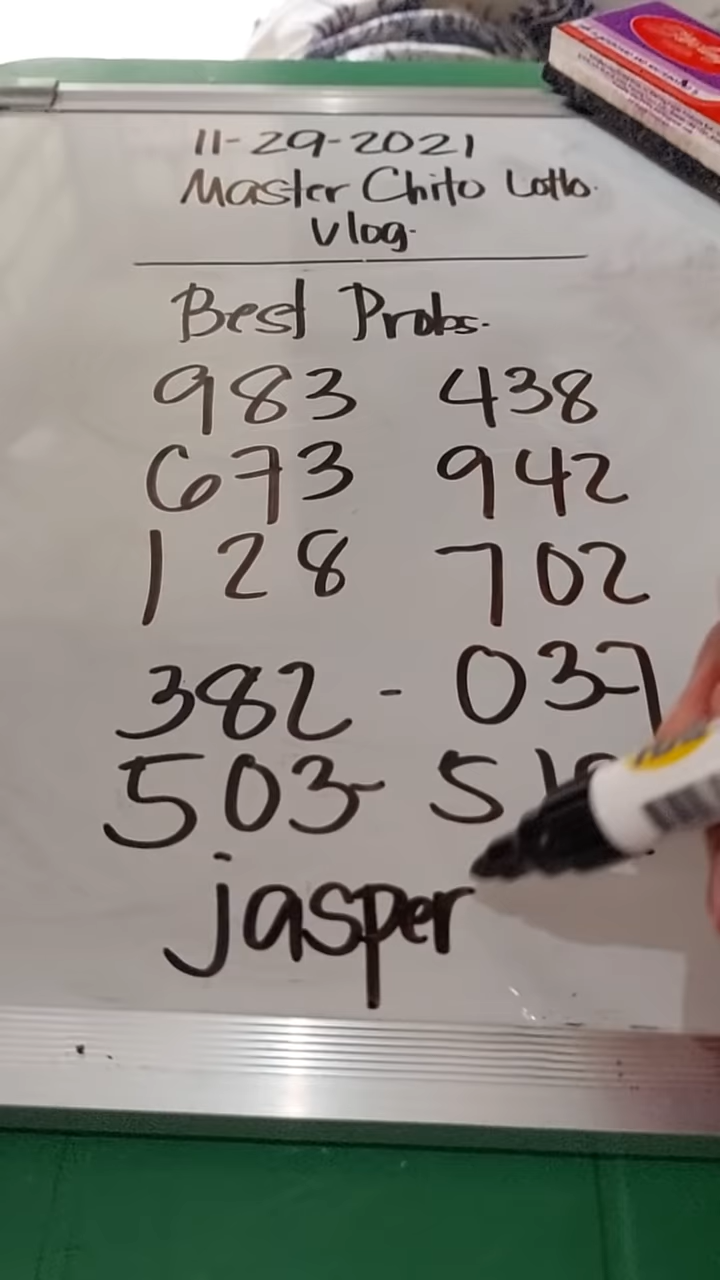 11-29-2021
Master Chito Lotto
Vlog.
Best Probs.
983 438
673 942
128 702
382 - 037
503 -
jasper